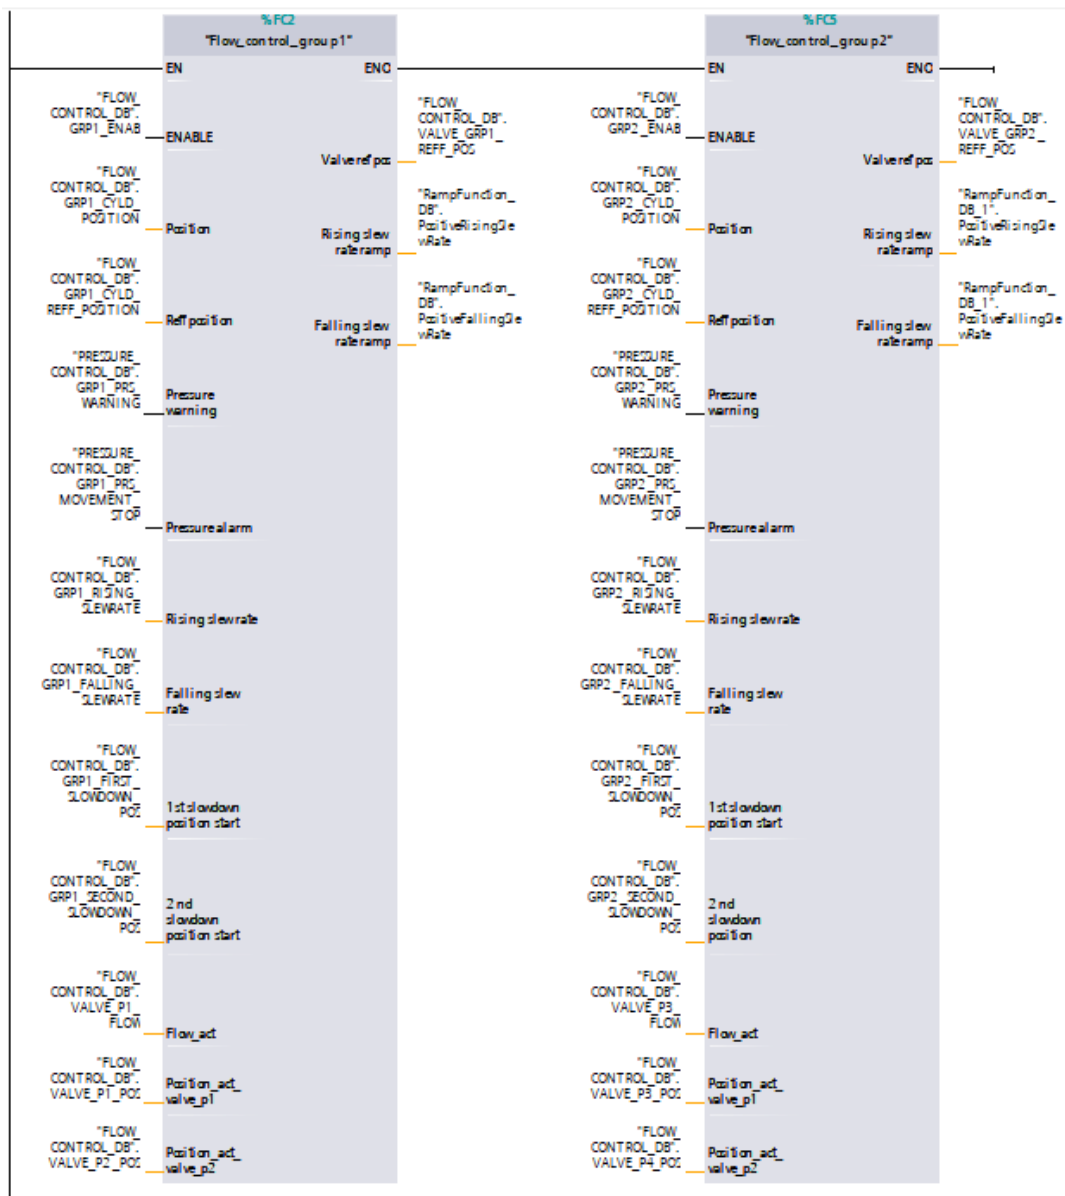 %FC2
"Flow_control_group1"
EN
ENO
"FLOW_
CONTROL_DB".
GRP1_ENAB
ENABLE
"FLOW_
CONTROL_DB".
GRP1_CYLD_
POSITION
Position
"FLOW_
CONTROL_DB".
GRP1_CYLD_
REFF_POSITION
Reff position
"PRESSURE_
CONTROL_DB".
GRP1_PRS_
WARNING
Pressure
warning
"PRESSURE_
CONTROL_DB".
GRP1_PRS_
MOVEMENT_
STOP
Pressure alarm
"FLOW_
CONTROL_DB".
GRP1_RISING_
SLEWRATE
Rising slewrate
"FLOW_
CONTROL_DB".
GRP1_FALLING_
SLEWRATE
Falling slew
rate
"FLOW_
CONTROL_DB".
GRP1_FIRST_
SLOWDOWN_
POS
1st slowdown
position start
"FLOW_
CONTROL_DB".
GRP1_SECOND_
SLOWDOWN_
POS
2nd
slowdown
position start
"FLOW_
CONTROL_DB".
VALVE_P1_
FLOW
Flow_act
"FLOW_
CONTROL_DB".
VALVE_P1_POS
Position_act_
valve_p1
"FLOW_
CONTROL_DB".
VALVE_P2_POS
Position_act_
valve_p2
Valve ref pos
"FLOW_
CONTROL_DB".
VALVE_GRP1_
REFF_POS
Rising slew
rate ramp
"RampFunction_
DB".
PositiveRisingSle
wRate
Falling slew
rate ramp
"RampFunction_
DB".
PositiveFallingSle
wRate
%FC5
"Flow_control_group2"
EN
ENO
"FLOW_
CONTROL_DB".
GRP2_ENAB
ENABLE
"FLOW_
CONTROL_DB".
GRP2_CYLD_
POSITION
Position
"FLOW_
CONTROL_DB".
GRP2_CYLD_
REFF_POSITION
Reff position
"PRESSURE_
CONTROL_DB".
GRP2_PRS_
WARNING
Pressure
warning
"PRESSURE_
CONTROL_DB".
GRP2_PRS_
MOVEMENT_
STOP
Pressure alarm
"FLOW_
CONTROL_DB".
GRP2_RISING_
SLEWRATE
Rising slewrate
"FLOW_
CONTROL_DB".
GRP2_FALLING_
SLEWRATE
Falling slew
rate
"FLOW_
CONTROL_DB".
GRP2_FIRST_
SLOWDOWN_
POS
1st slowdown
position start
"FLOW_
CONTROL_DB".
GRP2_SECOND_
SLOWDOWN_
POS
2nd
slowdown
position
"FLOW_
CONTROL_DB".
VALVE_P3_
FLOW
Flow_act
"FLOW_
CONTROL_DB".
VALVE_P3_POS
Position_act_
valve_p1
"FLOW_
CONTROL_DB".
VALVE_P4_POS
Position_act_
valve_p2
Valve ref pos
"FLOW_
CONTROL_DB".
VALVE_GRP2_
REFF_POS
Rising slew
rate ramp
"RampFunction_
DB_1".
PositiveRisingSle
wRate
Falling slew
rate ramp
"RampFunction_
DB_1".
PositiveFallingSle
wRate